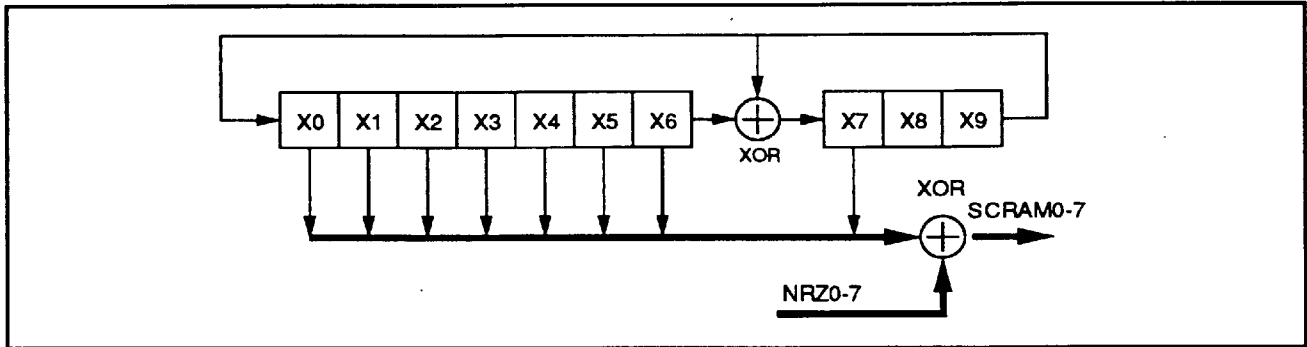 X0 X1 X2 X3 X4 X5 X6 X7 X8 X9
XOR
XOR
SCRAM0-7
NRZ0-7